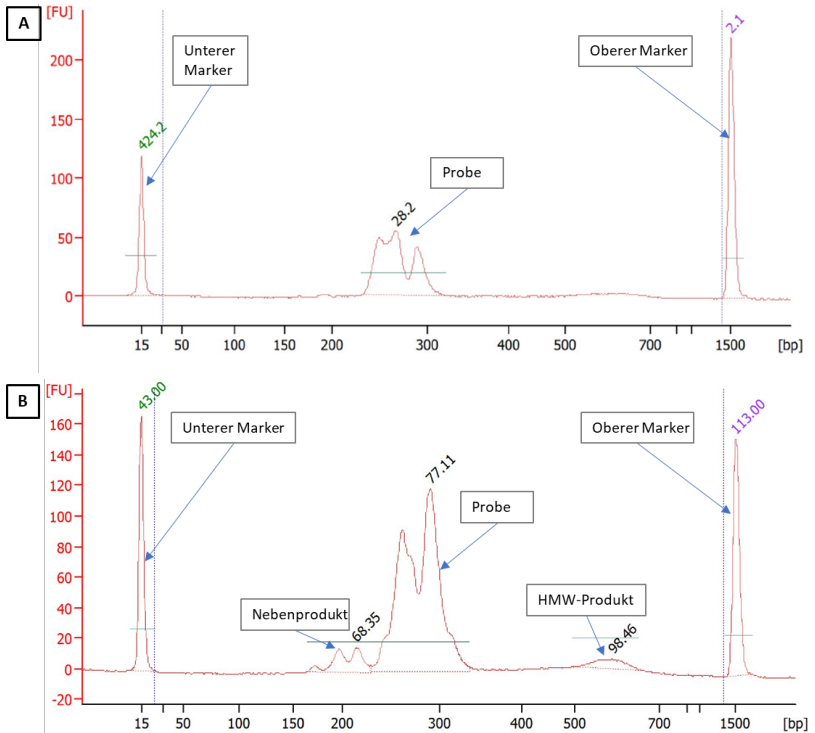 A
[FU]
200
150
100
50
0
424.2
Unterer
Marker
28.2
Probe
Oberer Marker
2.1
15 50 100 150 200 300 400 500 700 1500 [bp]
B
[FU]
160
140
120
100
80
60
40
20
0
-20
43.00
Unterer Marker
Nebenprodukt
68.35
77.11
Probe
HMW-Produkt
98.46
Oberer Marker
113.00
15 50 100 150 200 300 400 500 700 1500 [bp]